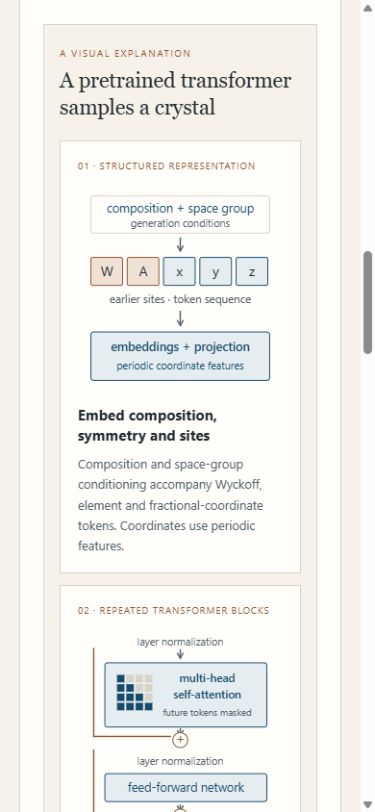 A VISUAL EXPLANATION
A pretrained transformer
samples a crystal
01 · STRUCTURED REPRESENTATION
composition + space group
generation conditions
W A x y z
earlier sites · token sequence
embeddings + projection
periodic coordinate features
Embed composition,
symmetry and sites
Composition and space-group
conditioning accompany Wyckoff,
element and fractional-coordinate
tokens. Coordinates use periodic
features.
02 · REPEATED TRANSFORMER BLOCKS
layer normalization
multi-head
self-attention
future tokens masked
+
layer normalization
feed-forward network